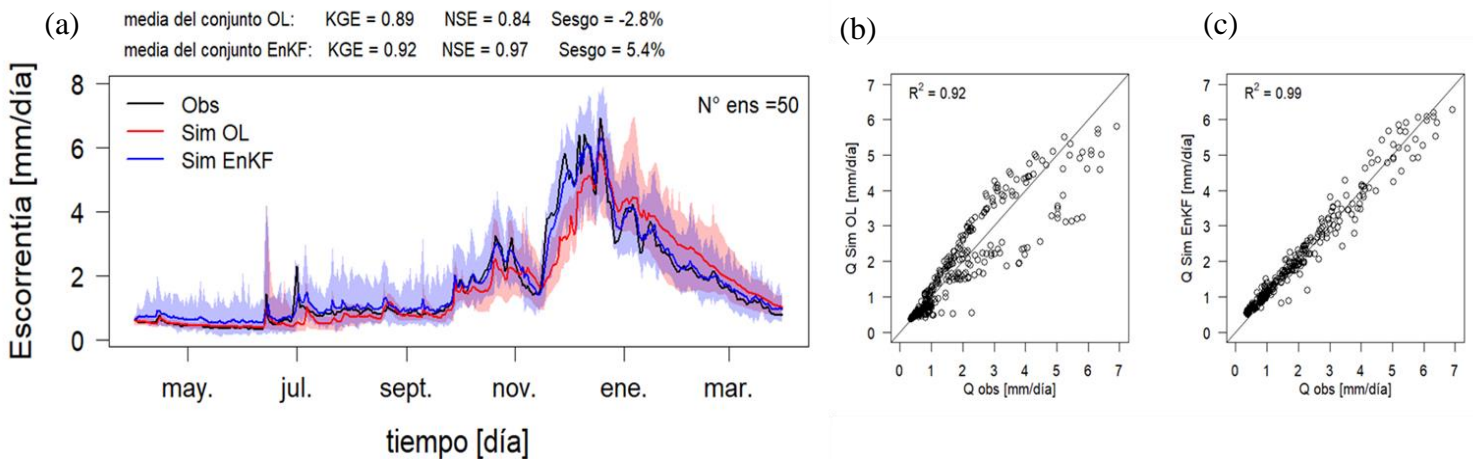 (a)
media del conjunto OL: KGE = 0.89 NSE = 0.84 Sesgo = -2.8%
media del conjunto EnKF: KGE = 0.92 NSE = 0.97 Sesgo = 5.4%
Escorrentía [mm/día]
8
6
4
2
0
Obs
Sim OL
Sim EnKF
N° ens =50
may. jul. sept. nov. ene. mar.
tiempo [día]
(b)
R² = 0.92
Q Sim OL [mm/día]
7
6
5
4
3
2
1
0
0 1 2 3 4 5 6 7
Q obs [mm/día]
(c)
R² = 0.99
Q Sim EnKF [mm/día]
7
6
5
4
3
2
1
0
0 1 2 3 4 5 6 7
Q obs [mm/día]